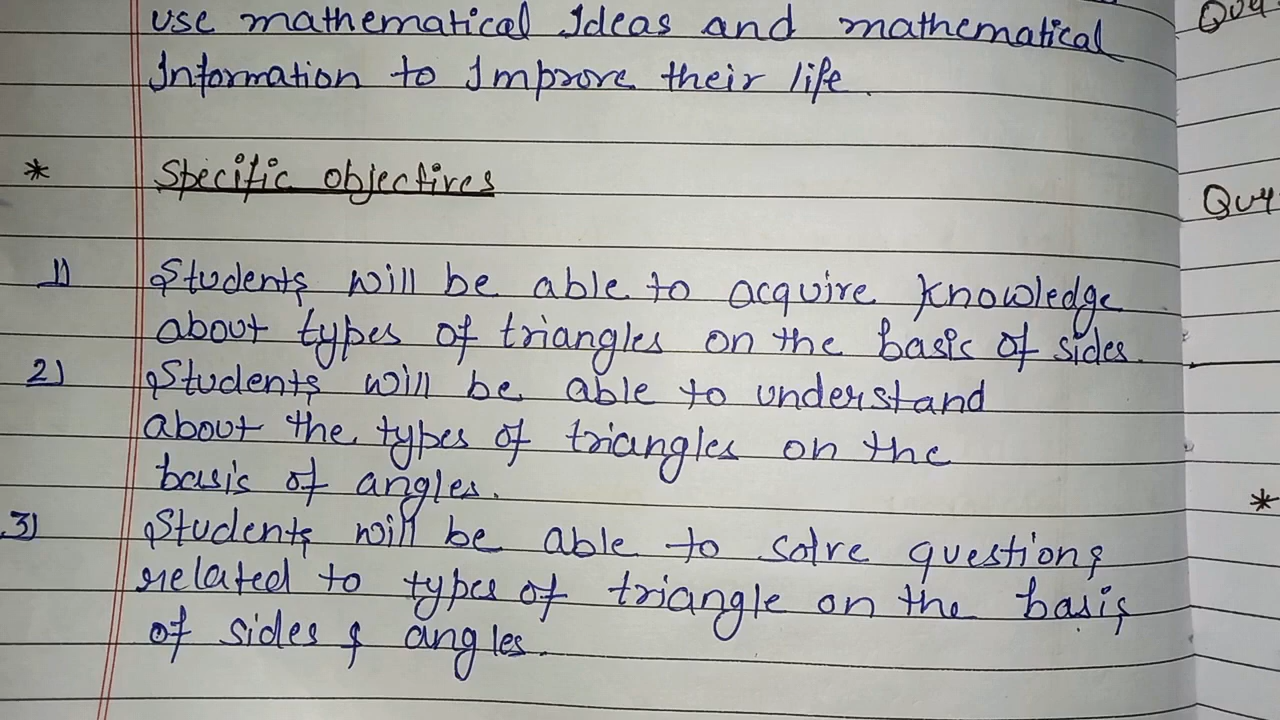 use mathematical Ideas and mathematical
Information to Improve their life.
* Specific objectives
1) Students will be able to acquire knowledge
about types of triangles on the basic of sides.
2) Students will be able to understand
about the types of triangles on the
basis of angles.
3) Students will be able to solve questions
related to types of triangle on the basis
of sides & angles.
Que
Que
*